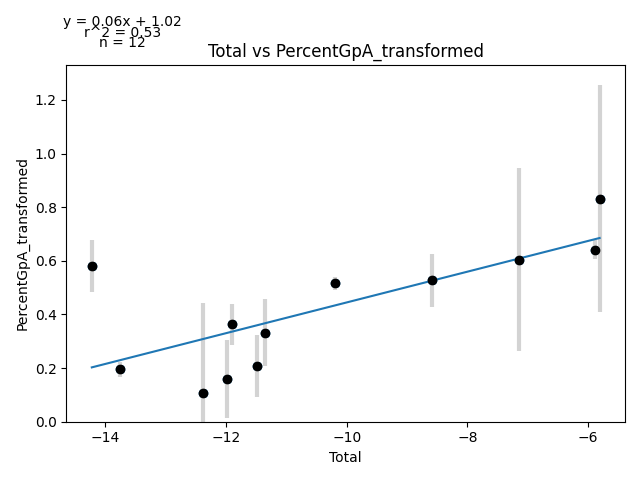 y = 0.06x + 1.02
r^2 = 0.53
n = 12
Total vs PercentGpA_transformed
PercentGpA_transformed
1.2
1.0
0.8
0.6
0.4
0.2
0.0
−14
−12
−10
−8
−6
Total